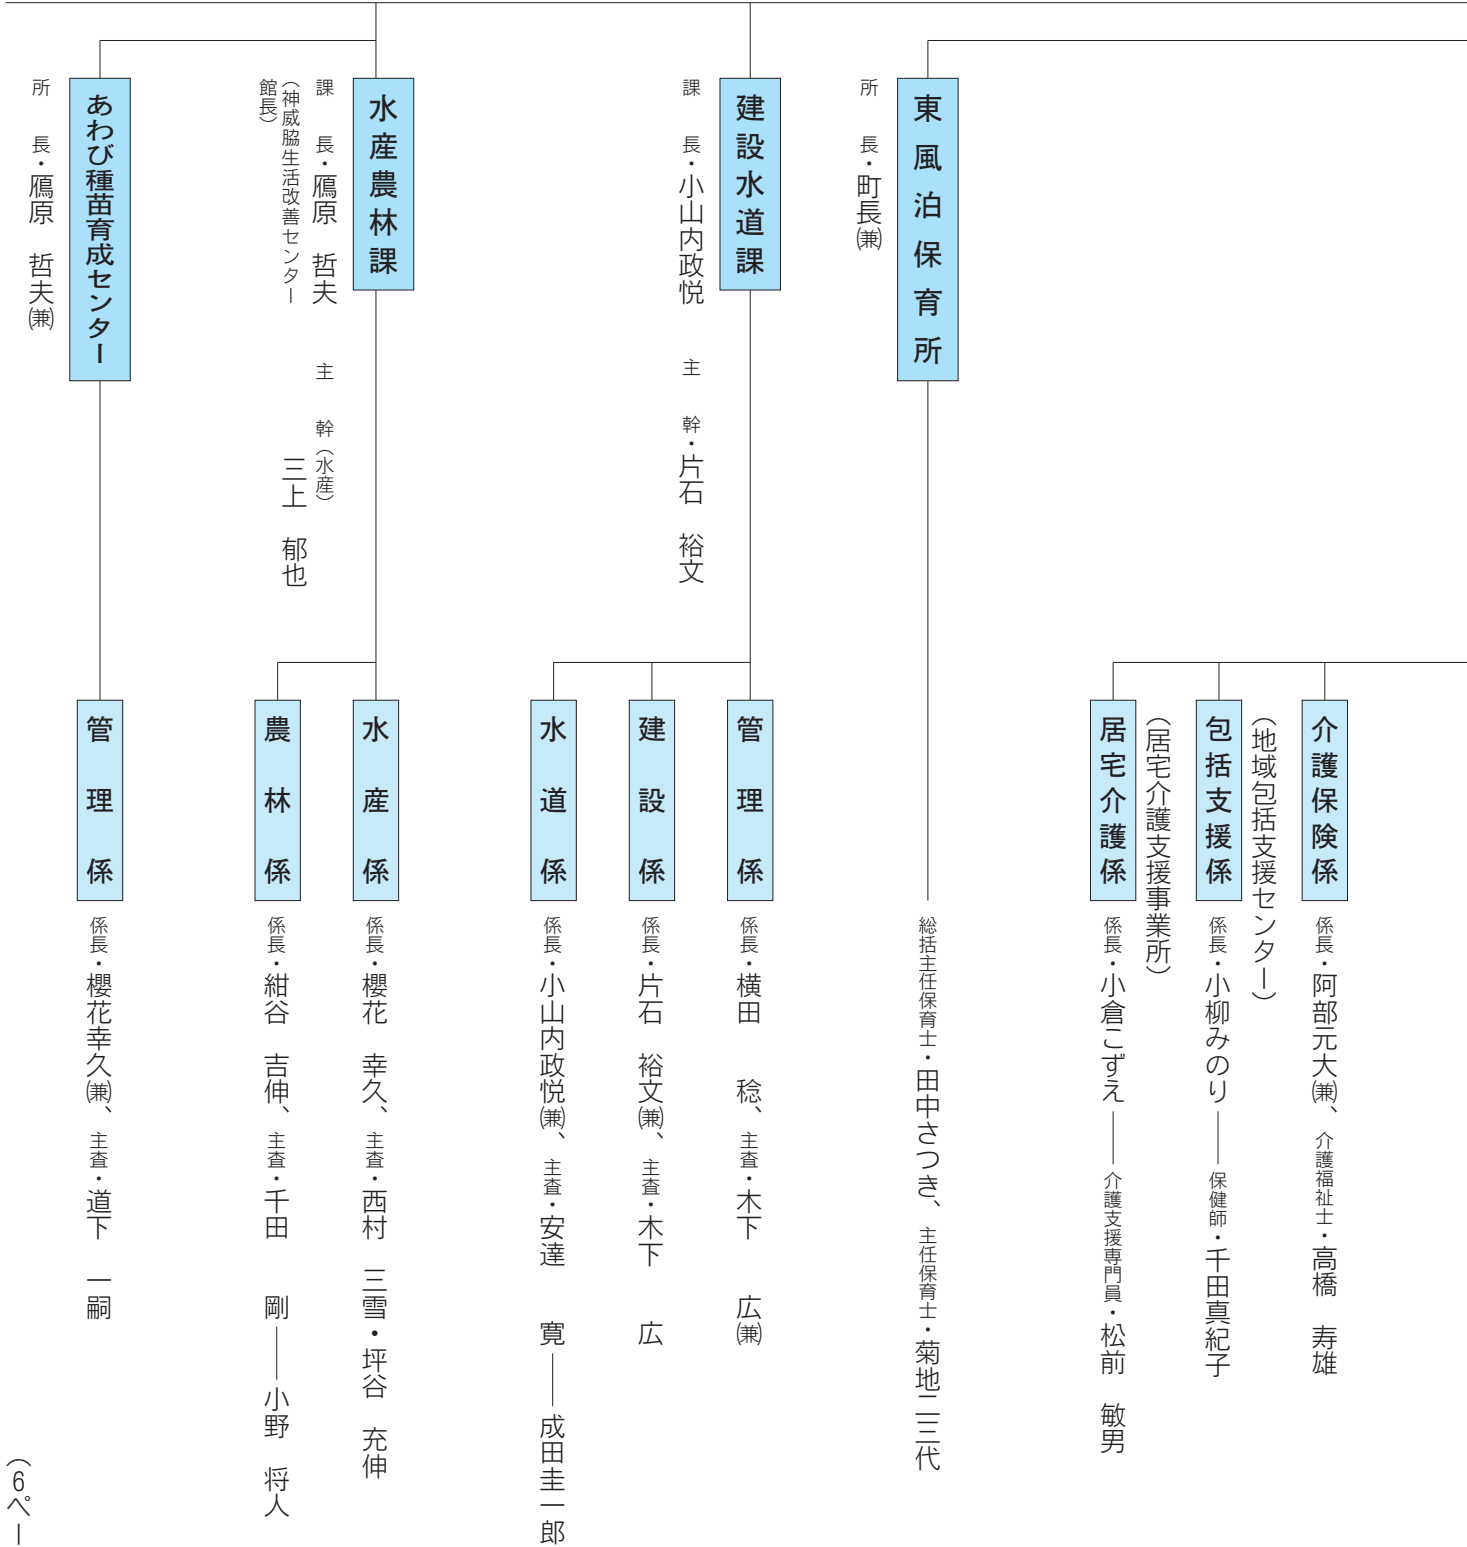 介護保険係
係長・阿部元大㈱、介護福祉士・高橋　寿雄
包括支援係
（地域包括支援センター）
係長・小柳みのり――保健師・千田真紀子
居宅介護係
（居宅介護支援事業所）
係長・小倉こずえ――介護支援専門員・松前　敏男
東風泊保育所
所　長・町長(兼)
総括主任保育士・田中さつき、主任保育士・菊地二三代
建設水道課
課　長・小山内政悦　主　幹・片石　裕文
管理係
係長・横田　稔、主査・木下　広(兼)
建設係
係長・片石　裕文(兼)、主査・木下　広
水道係
係長・小山内政悦(兼)、主査・安達　寛――成田圭一郎
水産農林課
課　長・鴈原　哲夫
（神威脇生活改善センター
館長）
主　幹（水産）
三上　郁也
水産係
係長・櫻花　幸久、主査・西村　三雪・坪谷　充伸
農林係
係長・紺谷　吉伸、主査・千田　剛――小野　将人
あわび種苗育成センター
所　長・鴈原　哲夫(兼)
管理係
係長・櫻花幸久(兼)、主査・道下　一嗣
（6ペー